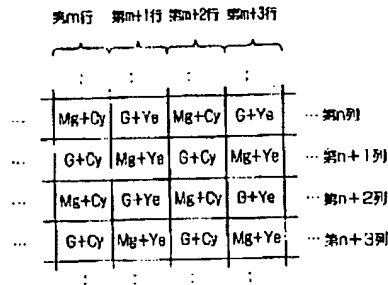 第m行 第m+1行 第m+2行 第m+3行
Mg+Cy G+Ye Mg+Cy G+Ye … 第n列
… G+Cy Mg+Ye G+Cy Mg+Ye … 第n+1列
… Mg+Cy G+Ye Mg+Cy G+Ye … 第n+2列
… G+Cy Mg+Ye G+Cy Mg+Ye … 第n+3列